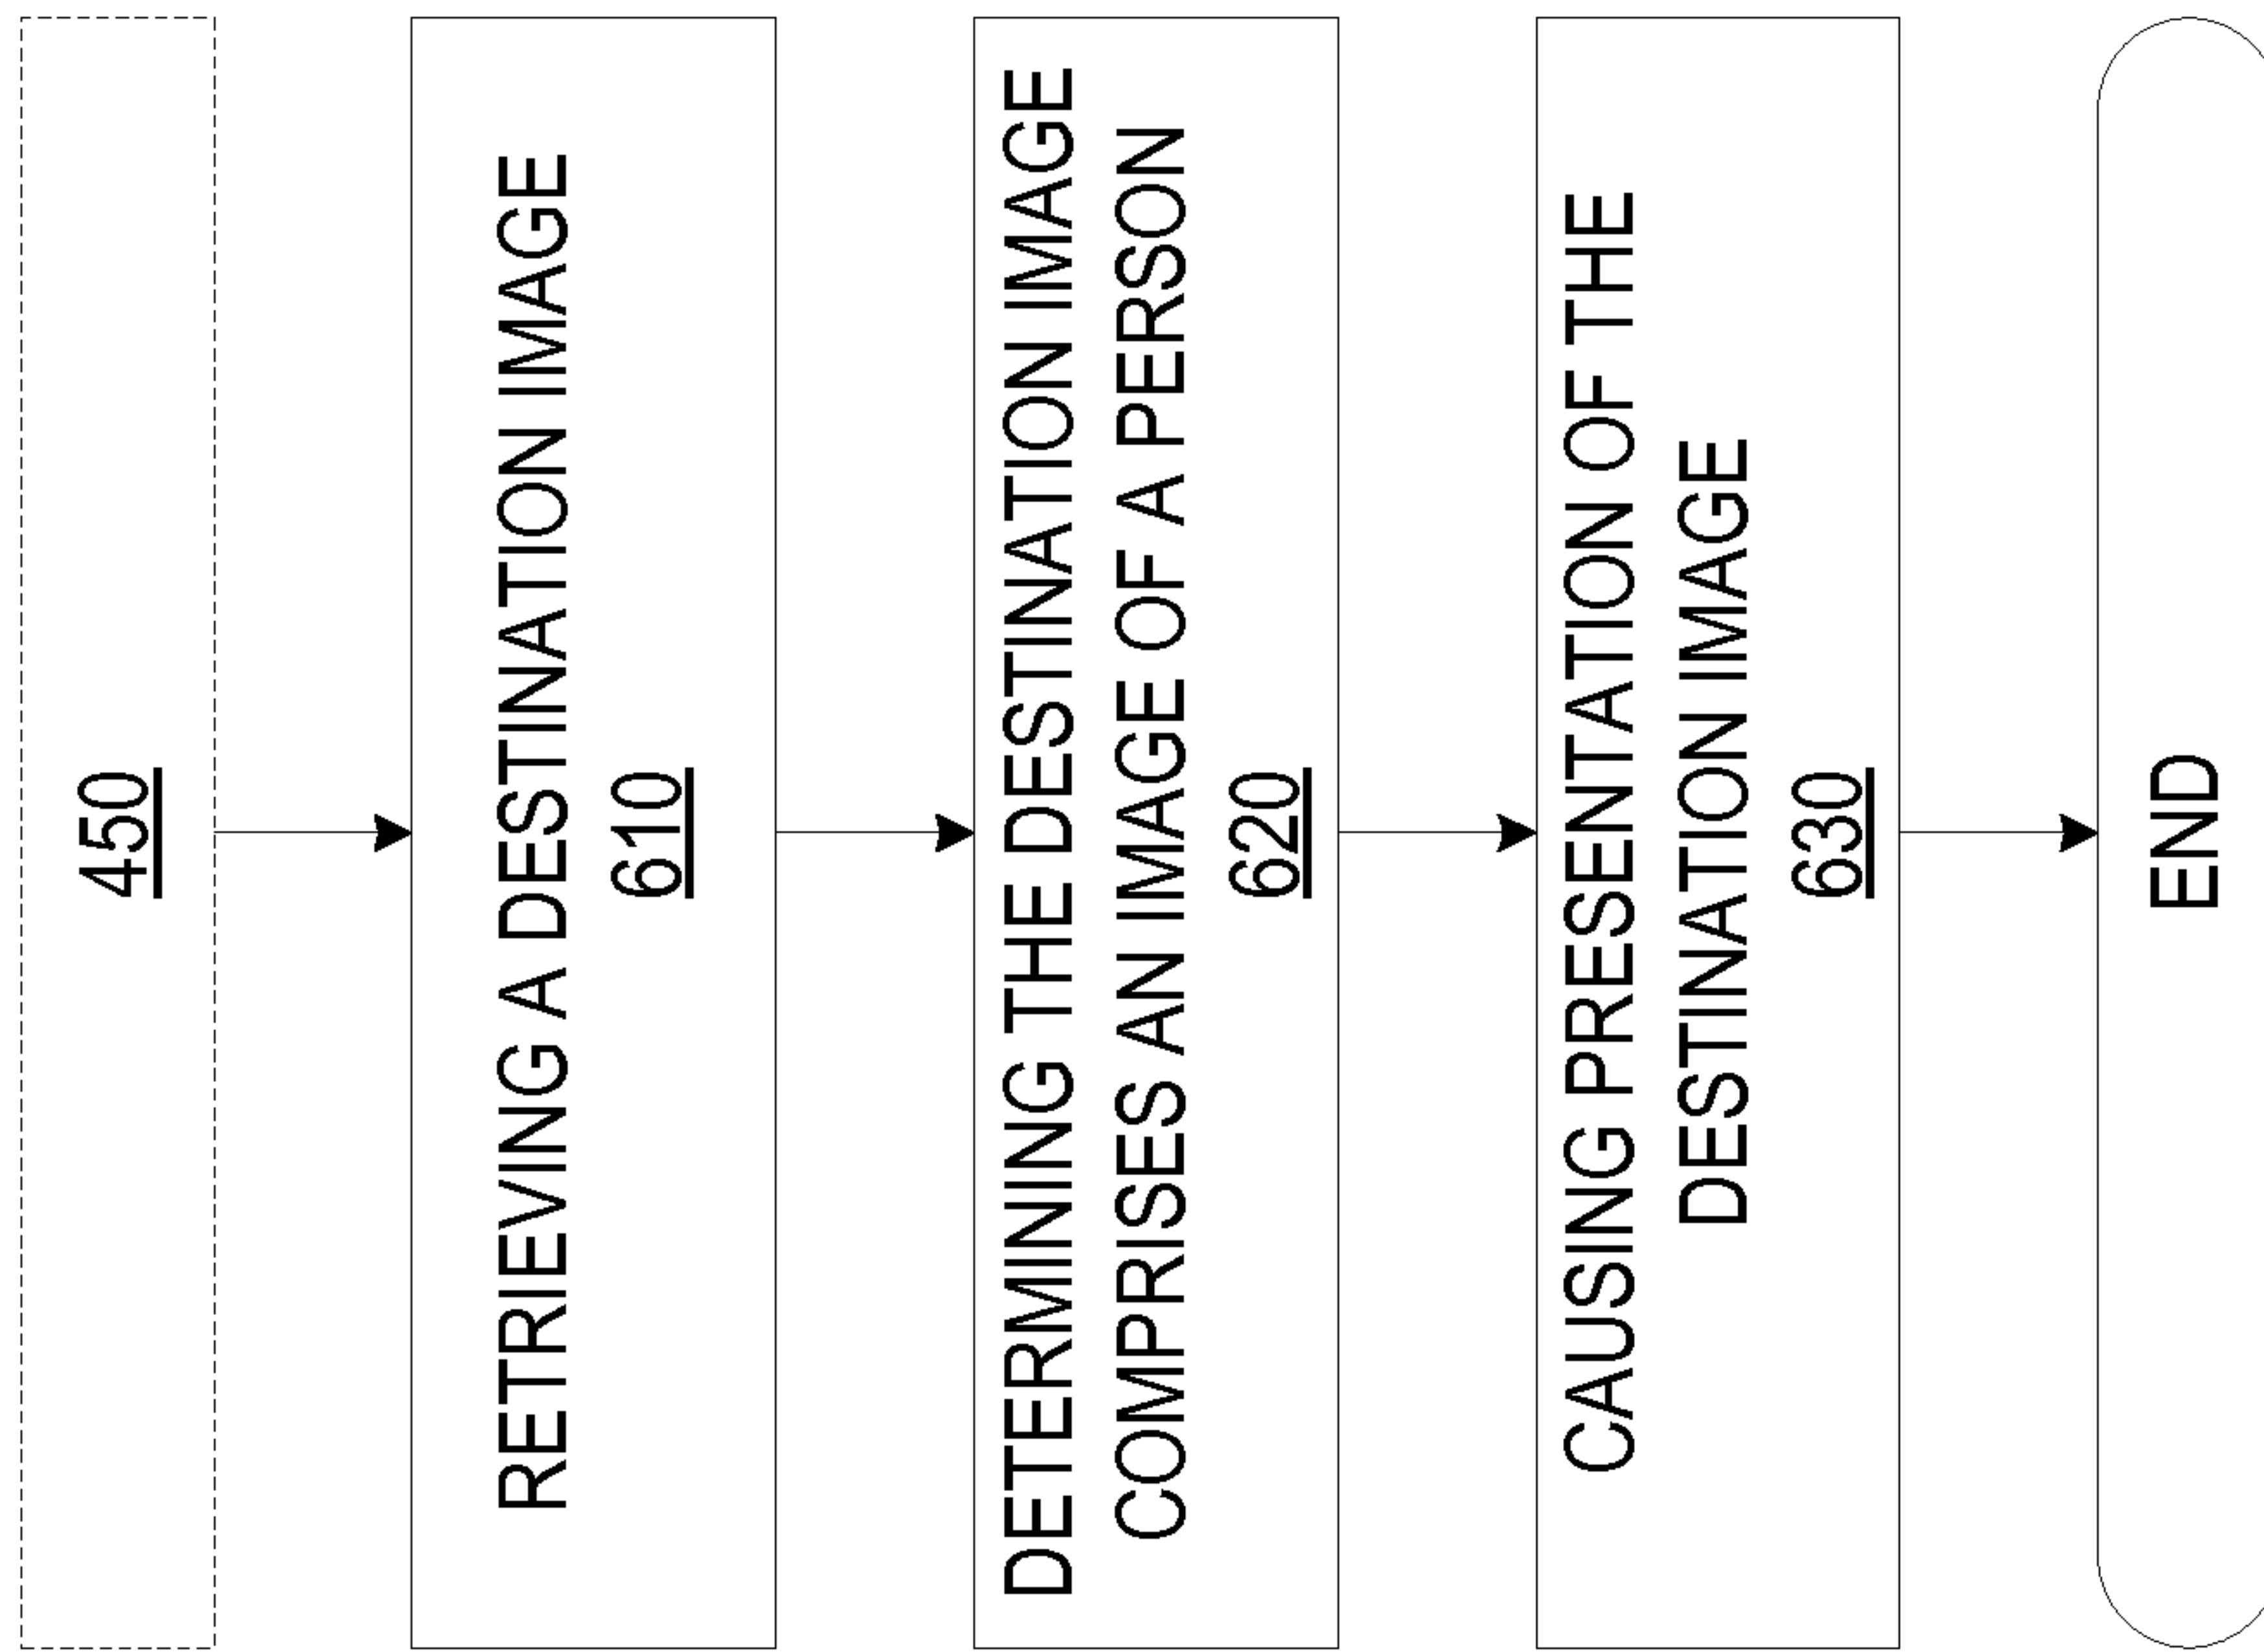 450
RETRIEVING A DESTINATION IMAGE
610
DETERMINING THE DESTINATION IMAGE
COMPRISES AN IMAGE OF A PERSON
620
CAUSING PRESENTATION OF THE
DESTINATION IMAGE
630
END